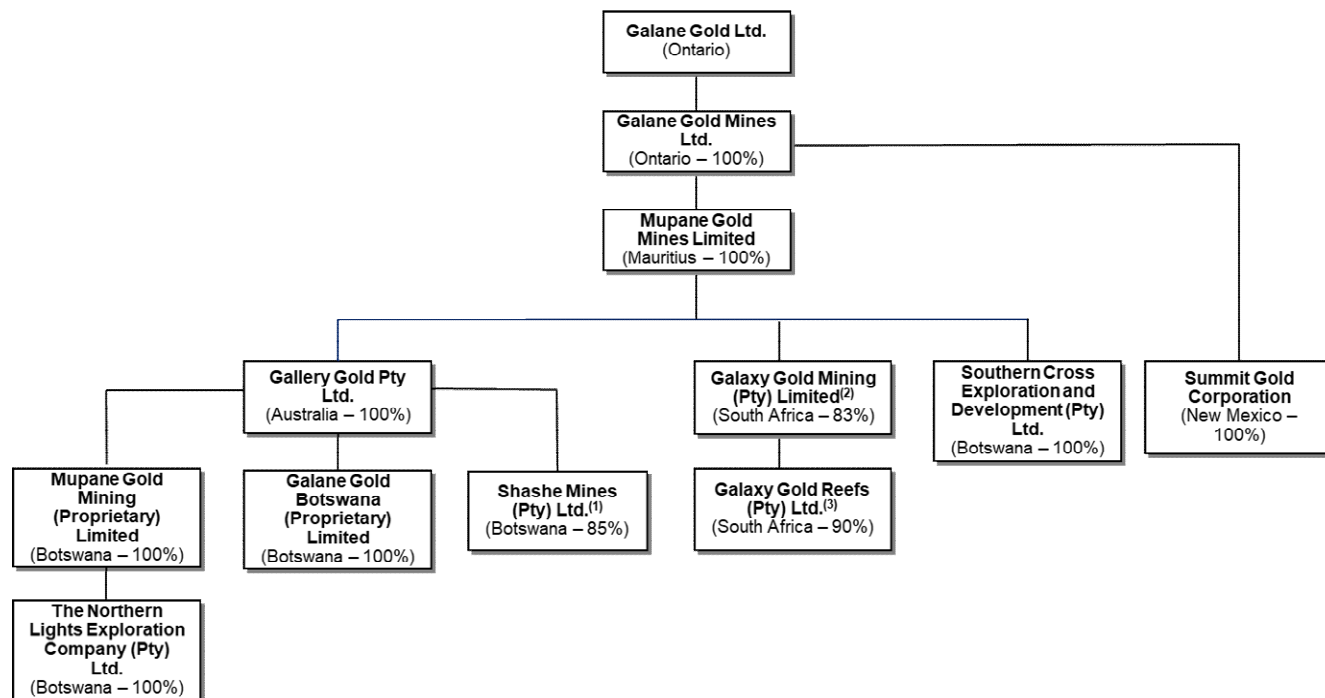 Galane Gold Ltd.
(Ontario)
Galane Gold Mines
Ltd.
(Ontario – 100%)
Mupane Gold
Mines Limited
(Mauritius – 100%)
Gallery Gold Pty
Ltd.
(Australia – 100%)
Galaxy Gold Mining
(Pty) Limited(2)
(South Africa – 83%)
Southern Cross
Exploration and
Development (Pty)
Ltd.
(Botswana – 100%)
Summit Gold
Corporation
(New Mexico –
100%)
Mupane Gold
Mining
(Proprietary)
Limited
(Botswana – 100%)
Galane Gold
Botswana
(Proprietary)
Limited
(Botswana – 100%)
Shashe Mines
(Pty) Ltd.(1)
(Botswana – 85%)
Galaxy Gold Reefs
(Pty) Ltd.(3)
(South Africa – 90%)
The Northern
Lights Exploration
Company (Pty)
Ltd.
(Botswana – 100%)